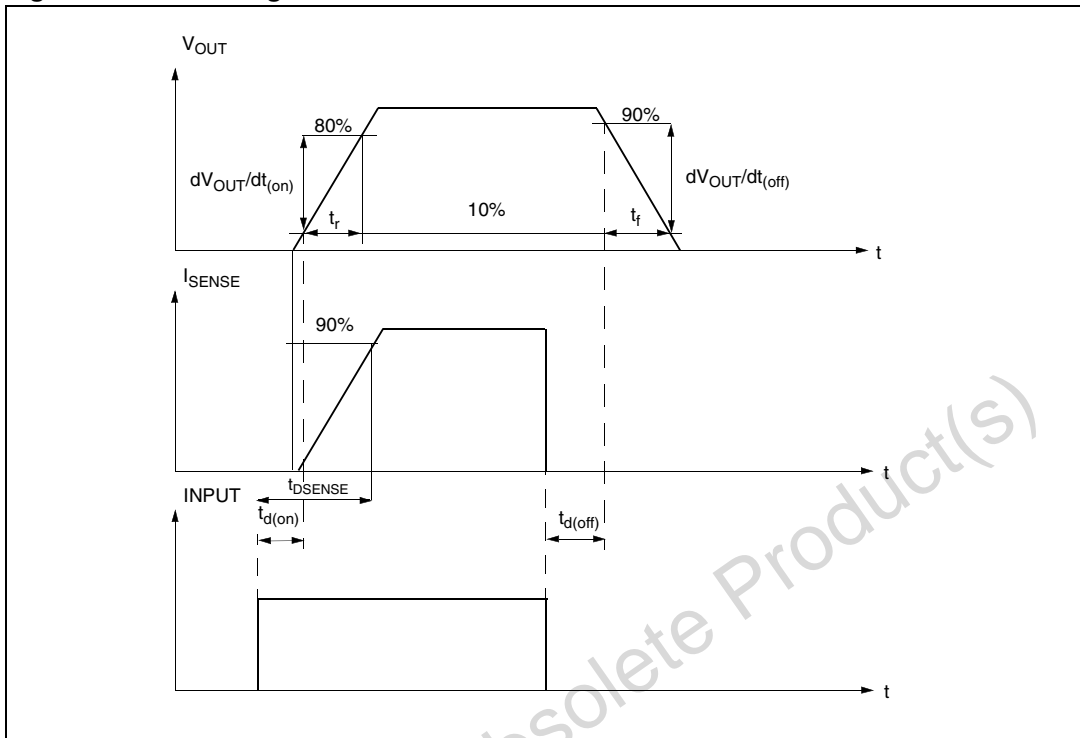 V_OUT
80%
90%
dV_OUT/dt_(on)
dV_OUT/dt_(off)
t_r
10%
t_f
t
I_SENSE
90%
t
t_DSENSE
INPUT
t_d(on)
t_d(off)
t
solete Product(s)